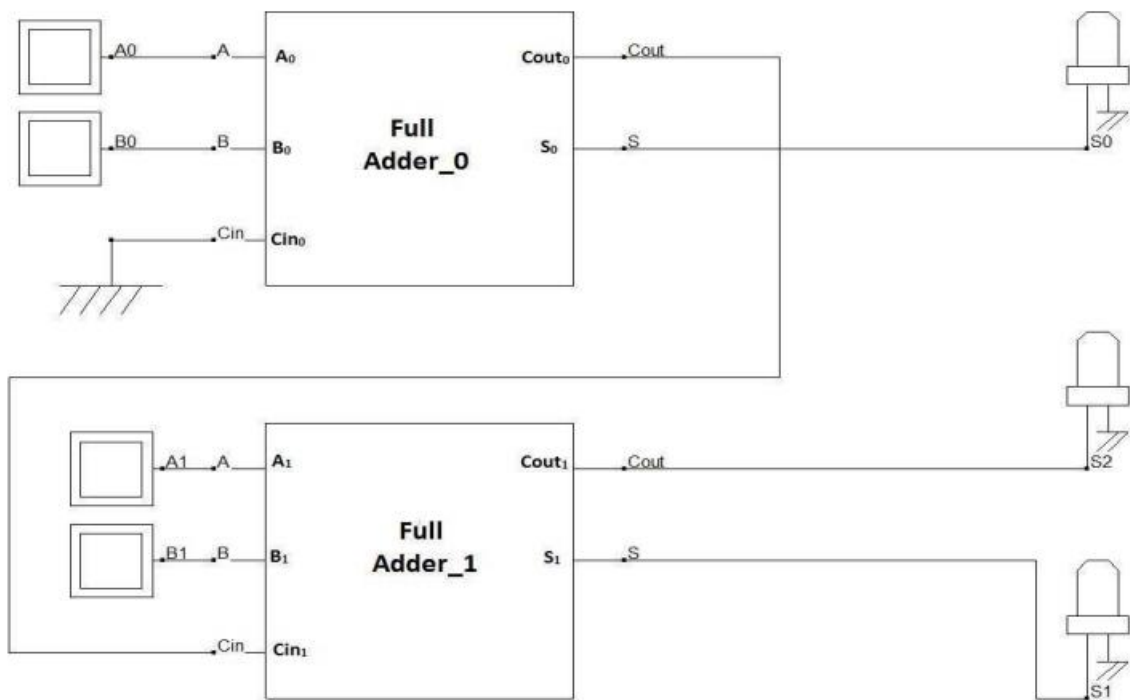 A0 A A₀ Cout₀ Cout
B0 B B₀ Full Adder_0 S₀ S S0
Cin Cin₀
A1 A A₁ Cout₁ Cout S2
B1 B B₁ Full Adder_1 S₁ S
Cin Cin₁
S1